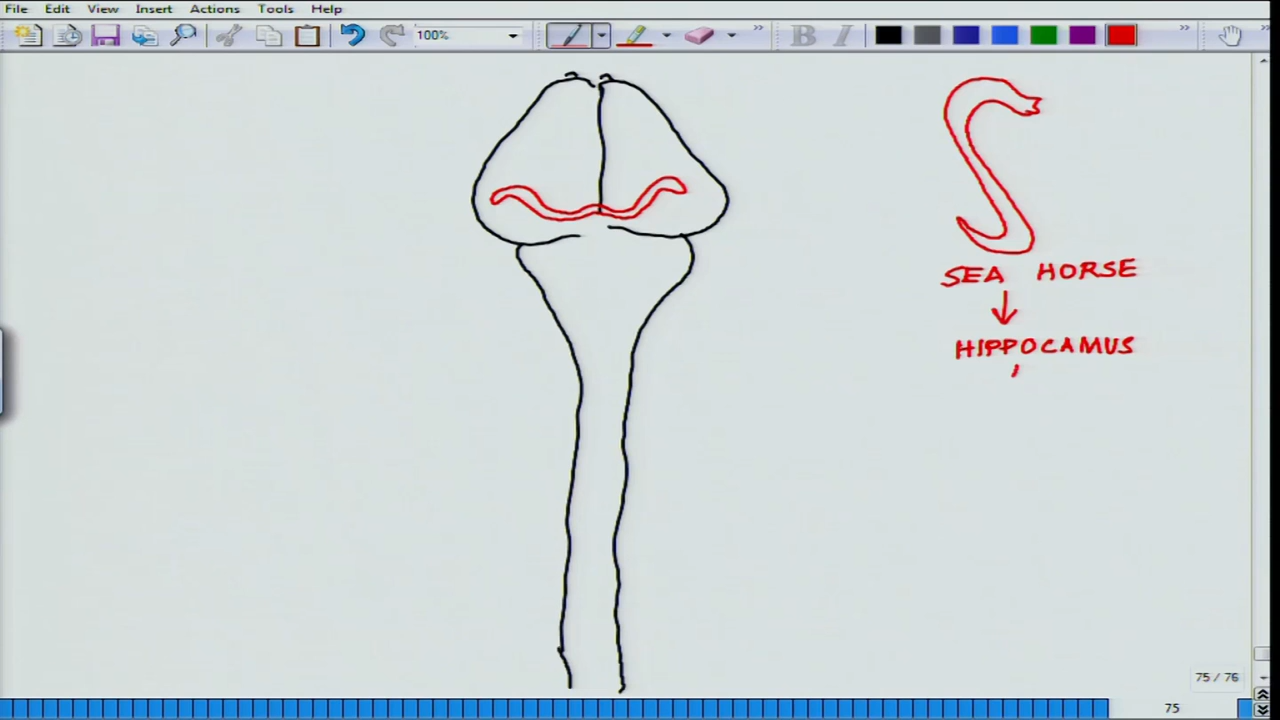 File Edit View Insert Actions Tools Help
100%
B I
SEA HORSE
HIPPOCAMUS
75 / 76
75